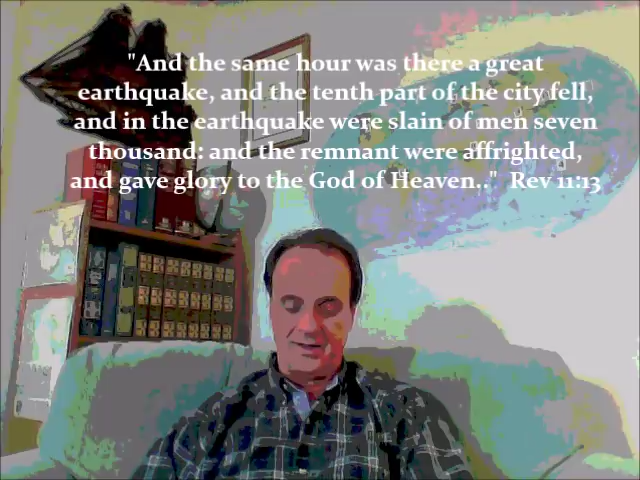 "And the same hour was there a great
earthquake, and the tenth part of the city fell,
and in the earthquake were slain of men seven
thousand: and the remnant were affrighted,
and gave glory to the God of Heaven.." Rev 11:13